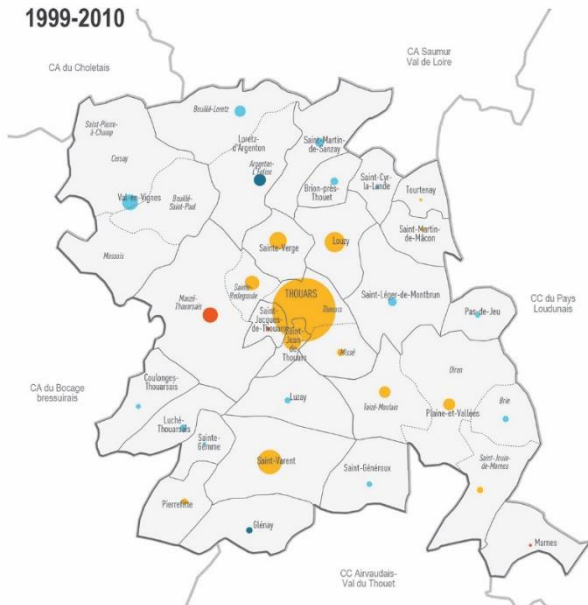 1999-2010
CA du Choletais
CA Saumur
Val de Loire
Bouillé-Loretz
Saint-Pierre-
à-Champ
Loretz-
d'Argenton
Saint-Martin-
de-Sanzay
Cersay
Argenton-
L'Eglise
Saint-Cyr-
la-Lande
Tourtenay
Brion-près-
Thouet
Val en Vignes
Bouillé-
Saint-Paul
Saint-Martin-
de-Mâcon
Massais
Sainte-Verge
Louzy
Sainte-
Radegonde
THOUARS
Thouars
Saint-Léger-de-Montbrun
Mauzé-
Thouarsais
Saint-
Jacques-
de-Thouars
Pas-de-Jeu
CC du Pays
Loudunais
Saint-
Jean-de-
Thouars
Missé
Oiron
CA du Bocage
bressuirais
Coulonges-
Thouarsais
Luzay
Taizé-Maulais
Brie
Plaine-et-Vallées
Luché-
Thouarsais
Sainte-
Gemme
Saint-Varent
Saint-Généroux
Saint-Jouin-
de-Marnes
Pierrefitte
Glénay
Marnes
CC Airvaudais-
Val du Thouet